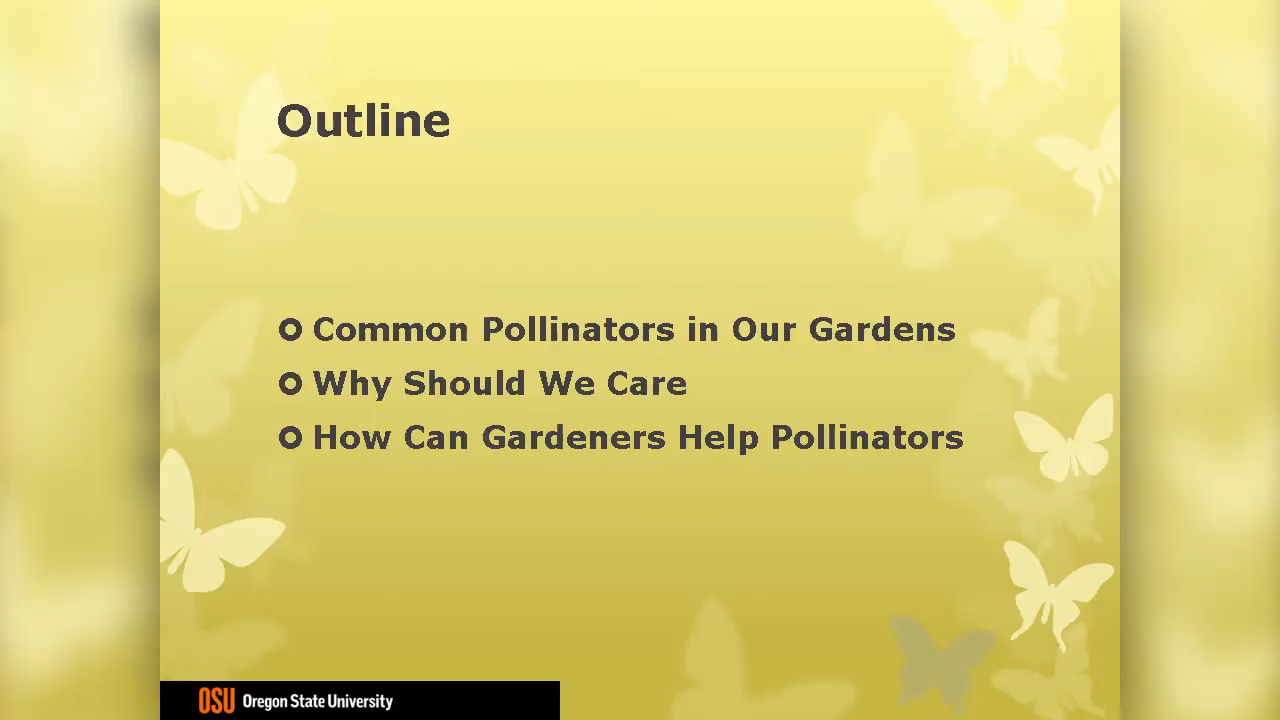 Outline
Common Pollinators in Our Gardens
Why Should We Care
How Can Gardeners Help Pollinators
OSU Oregon State University